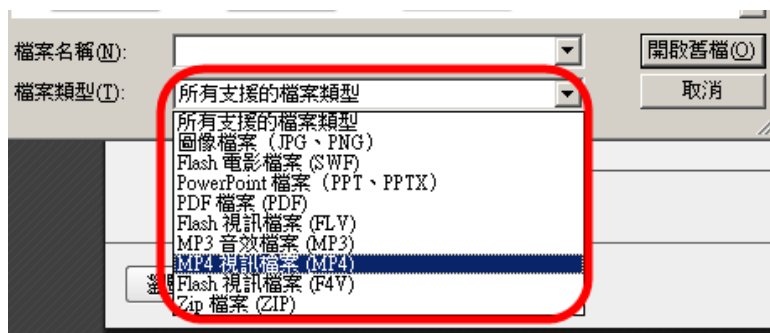 檔案名稱(N):
開啟舊檔(O)
檔案類型(T):
所有支援的檔案類型
取消
所有支援的檔案類型
圖像檔案（JPG、PNG）
Flash 電影檔案 (SWF)
PowerPoint 檔案（PPT、PPTX）
PDF 檔案 (PDF)
Flash 視訊檔案 (FLV)
MP3 音效檔案 (MP3)
MP4 視訊檔案 (MP4)
Flash 視訊檔案 (F4V)
Zip 檔案 (ZIP)